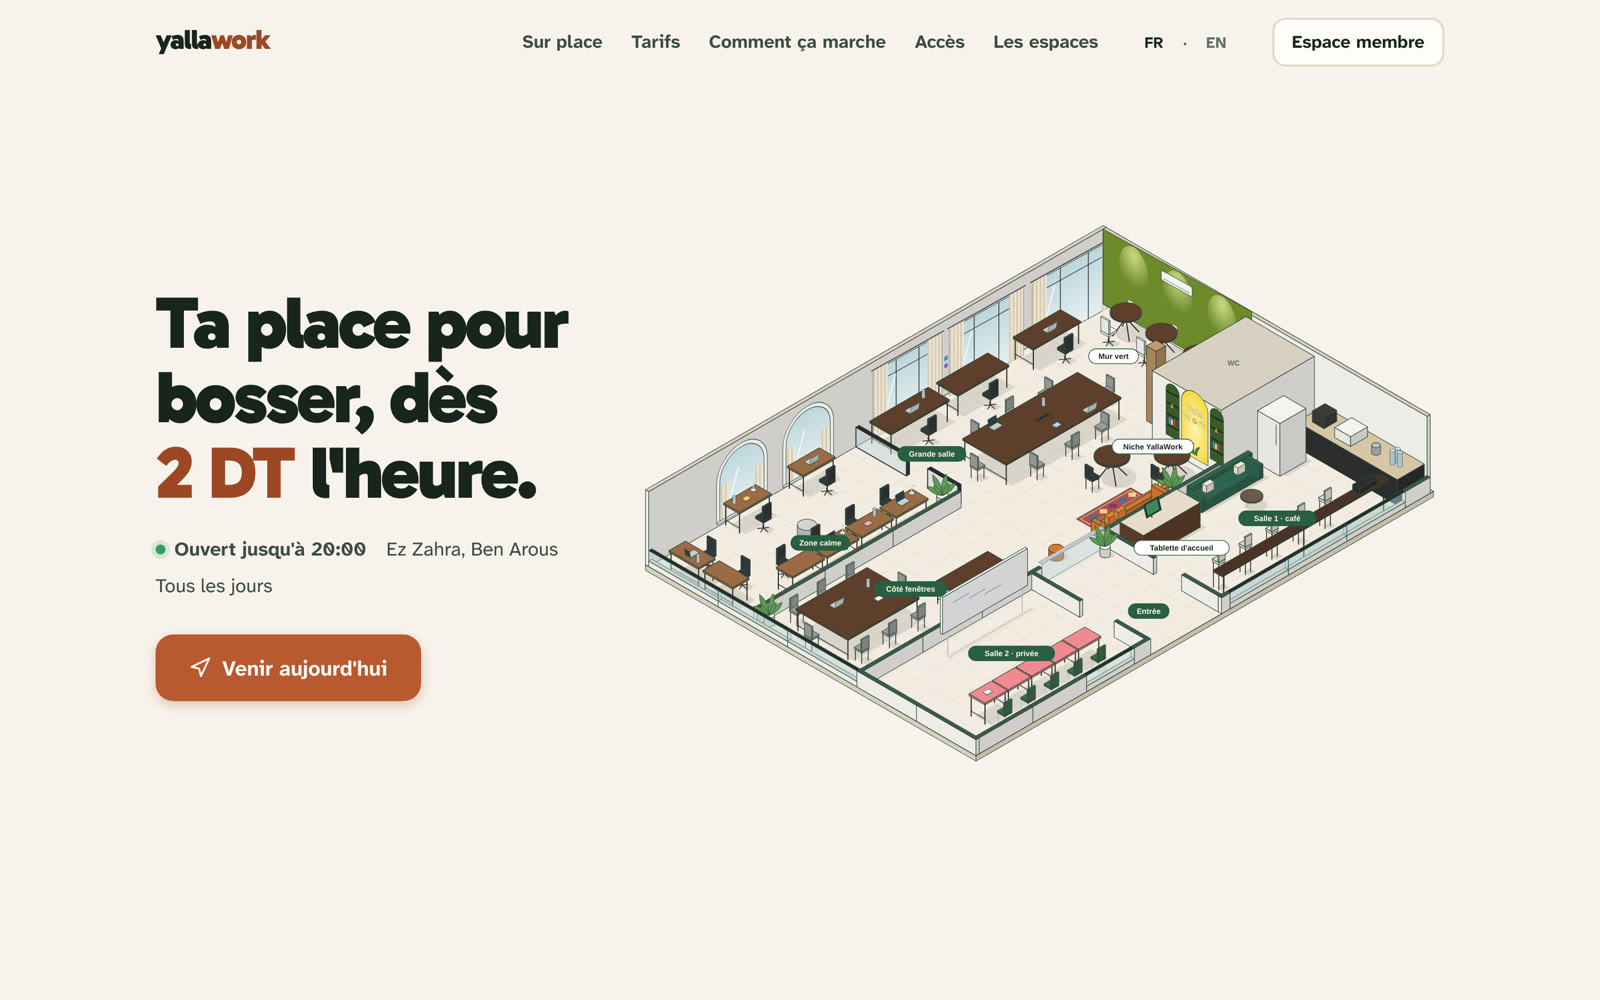 yallawork
Sur place
Tarifs
Comment ça marche
Accès
Les espaces
FR · EN
Espace membre
Ta place pour
bosser, dès
2 DT l'heure.
Ouvert jusqu'à 20:00
Ez Zahra, Ben Arous
Tous les jours
Venir aujourd'hui
Mur vert
WC
Niche YallaWork
Grande salle
Salle 1 · café
Zone calme
Tablette d'accueil
Côté fenêtres
Entrée
Salle 2 · privée